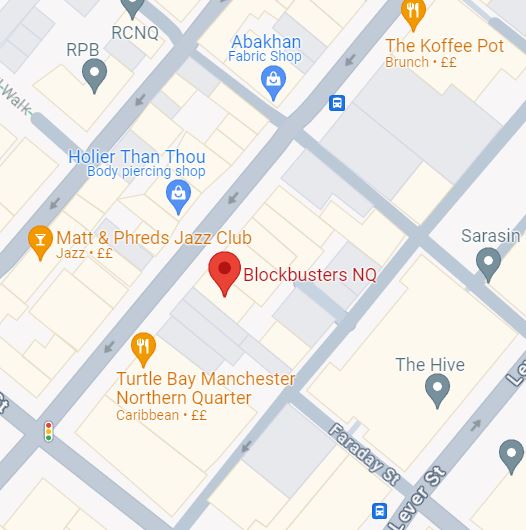 RCNQ
RPB
Abakhan
Fabric Shop
The Koffee Pot
Brunch • ££
Walk
Holier Than Thou
Body piercing shop
Matt & Phreds Jazz Club
Jazz • ££
Sarasin
Blockbusters NQ
Turtle Bay Manchester
Northern Quarter
Caribbean • ££
The Hive
Faraday St
Lever St